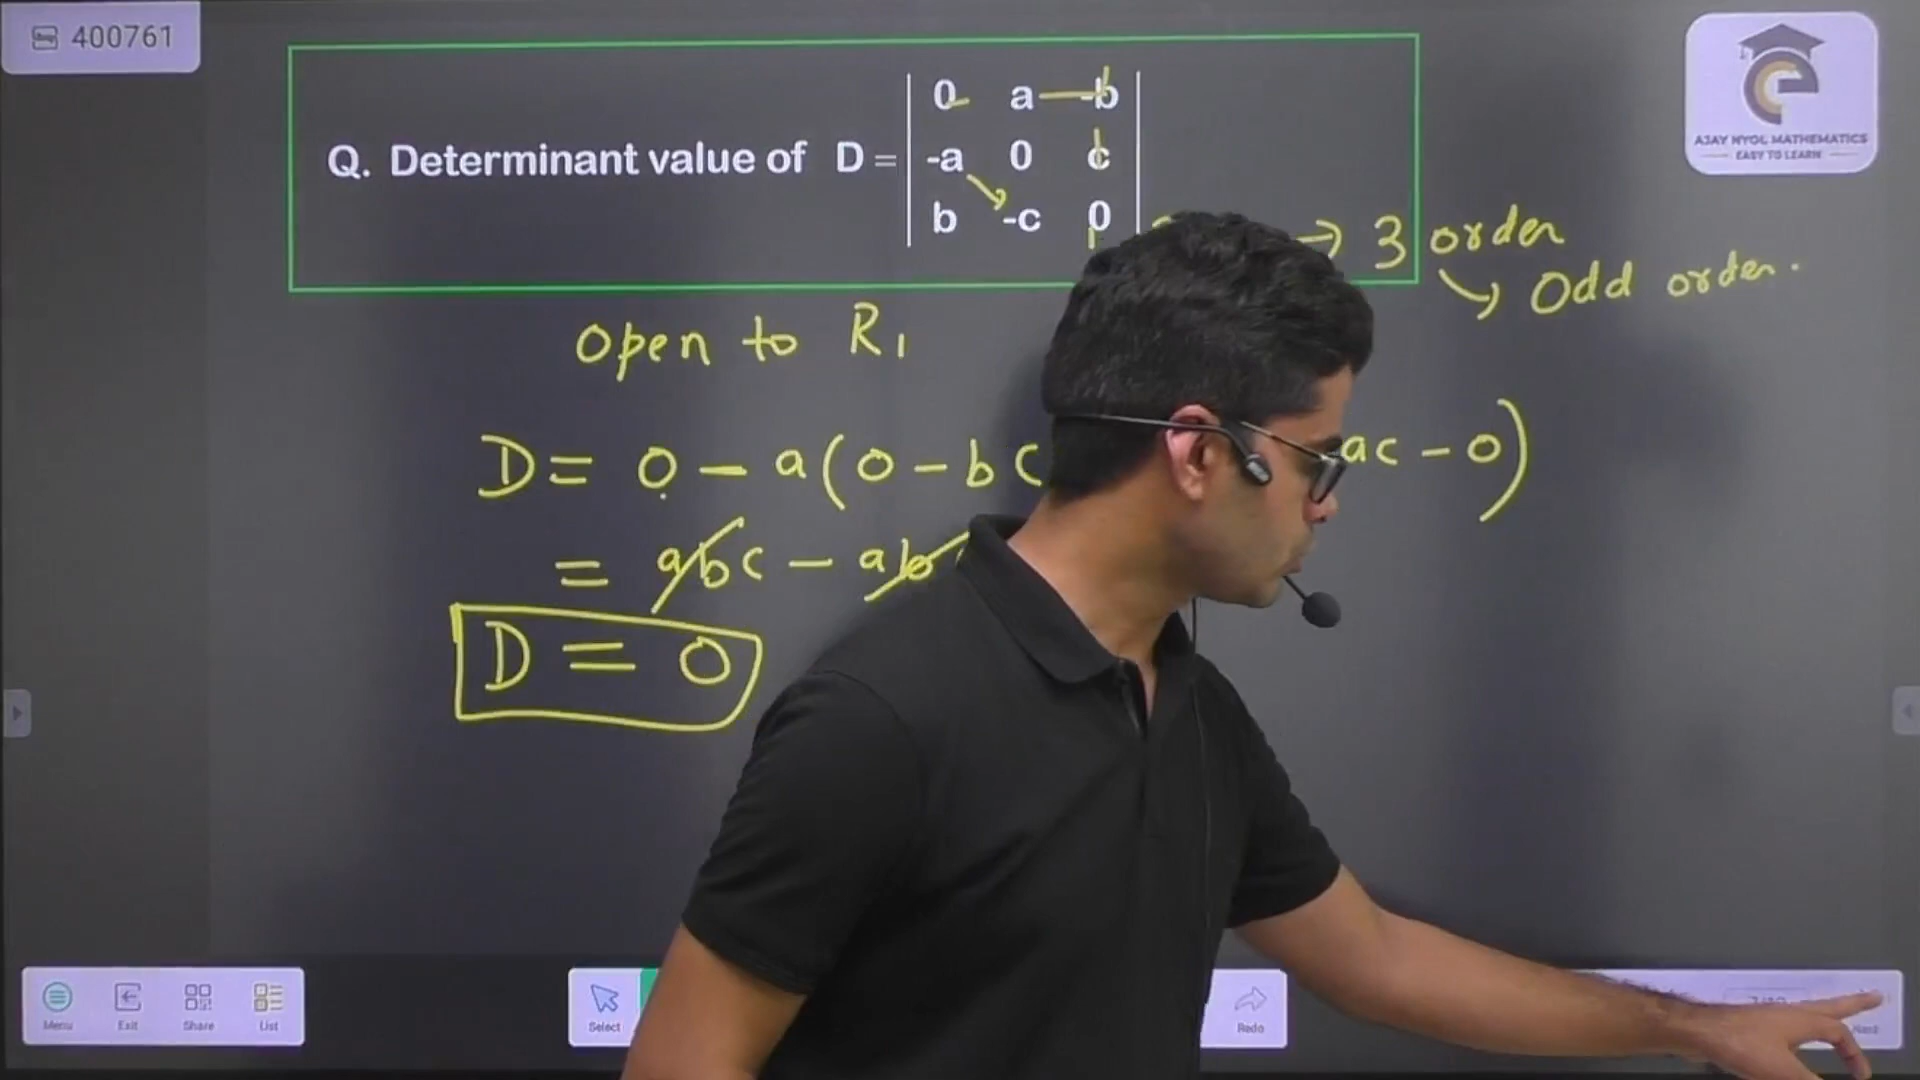 400761
AJAY NYOL MATHEMATICS
EASY TO LEARN
Q. Determinant value of D =
0 a -b
-a 0 c
b -c 0
→ 3 order
↳ Odd order.
Open to R₁
D = 0 - a(0 - bc ac - 0)
= abc - ab
D = 0
Menu Exit Share List Select Redo